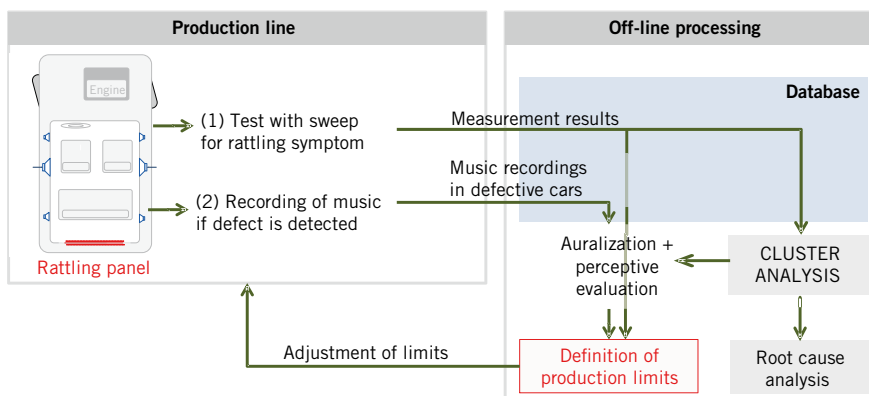 Production line
Off-line processing
Engine
Database
(1) Test with sweep
for rattling symptom
Measurement results
Music recordings
in defective cars
(2) Recording of music
if defect is detected
Rattling panel
Auralization +
perceptive
evaluation
CLUSTER
ANALYSIS
Adjustment of limits
Definition of
production limits
Root cause
analysis